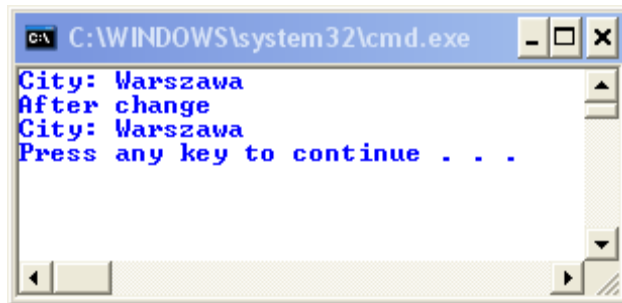 C:\WINDOWS\system32\cmd.exe
City: Warszawa
After change
City: Warszawa
Press any key to continue . . .